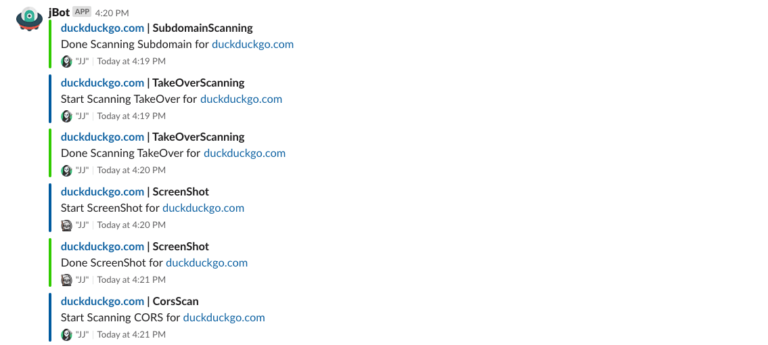 jBot APP 4:20 PM
duckduckgo.com | SubdomainScanning
Done Scanning Subdomain for duckduckgo.com
"JJ" | Today at 4:19 PM
duckduckgo.com | TakeOverScanning
Start Scanning TakeOver for duckduckgo.com
"JJ" | Today at 4:19 PM
duckduckgo.com | TakeOverScanning
Done Scanning TakeOver for duckduckgo.com
"JJ" | Today at 4:20 PM
duckduckgo.com | ScreenShot
Start ScreenShot for duckduckgo.com
"JJ" | Today at 4:20 PM
duckduckgo.com | ScreenShot
Done ScreenShot for duckduckgo.com
"JJ" | Today at 4:21 PM
duckduckgo.com | CorsScan
Start Scanning CORS for duckduckgo.com
"JJ" | Today at 4:21 PM